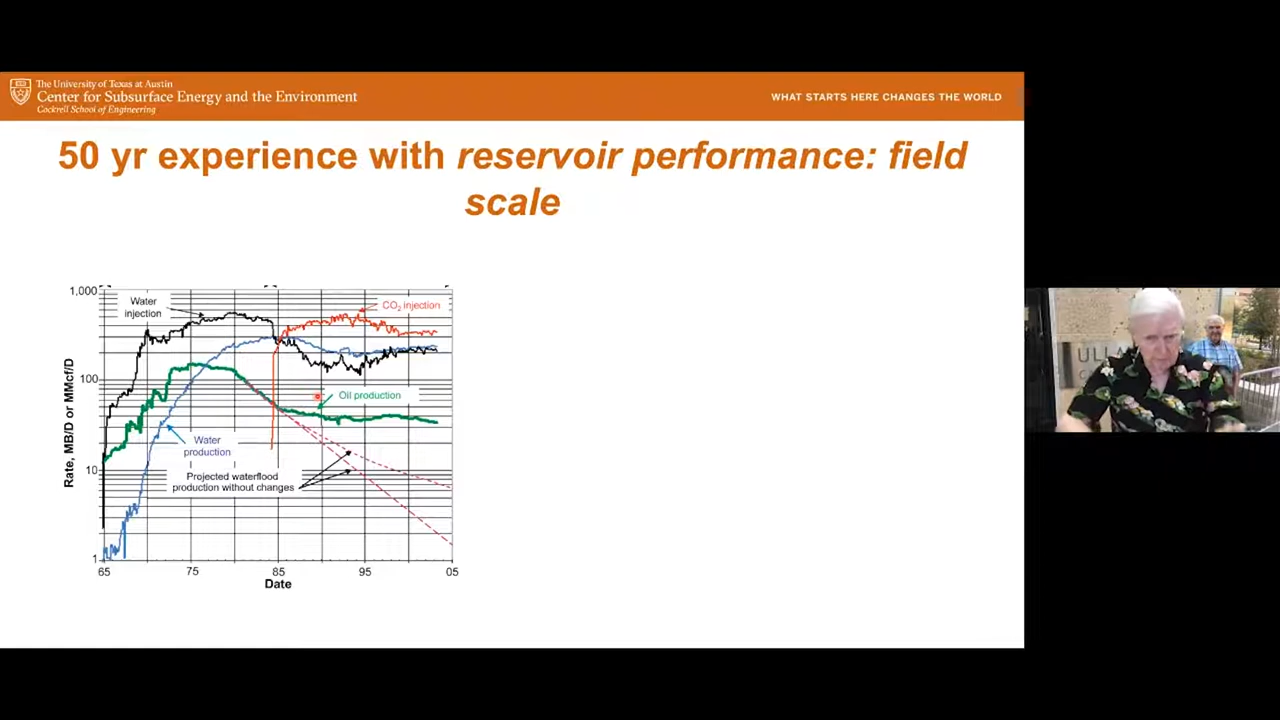 The University of Texas at Austin
Center for Subsurface Energy and the Environment
Cockrell School of Engineering
WHAT STARTS HERE CHANGES THE WORLD
50 yr experience with reservoir performance: field
scale
1,000
100
10
1
Rate, MB/D or MMcf/D
Water
injection
CO₂ injection
Oil production
Water
production
Projected waterflood
production without changes
65
75
85
95
05
Date
ULLA